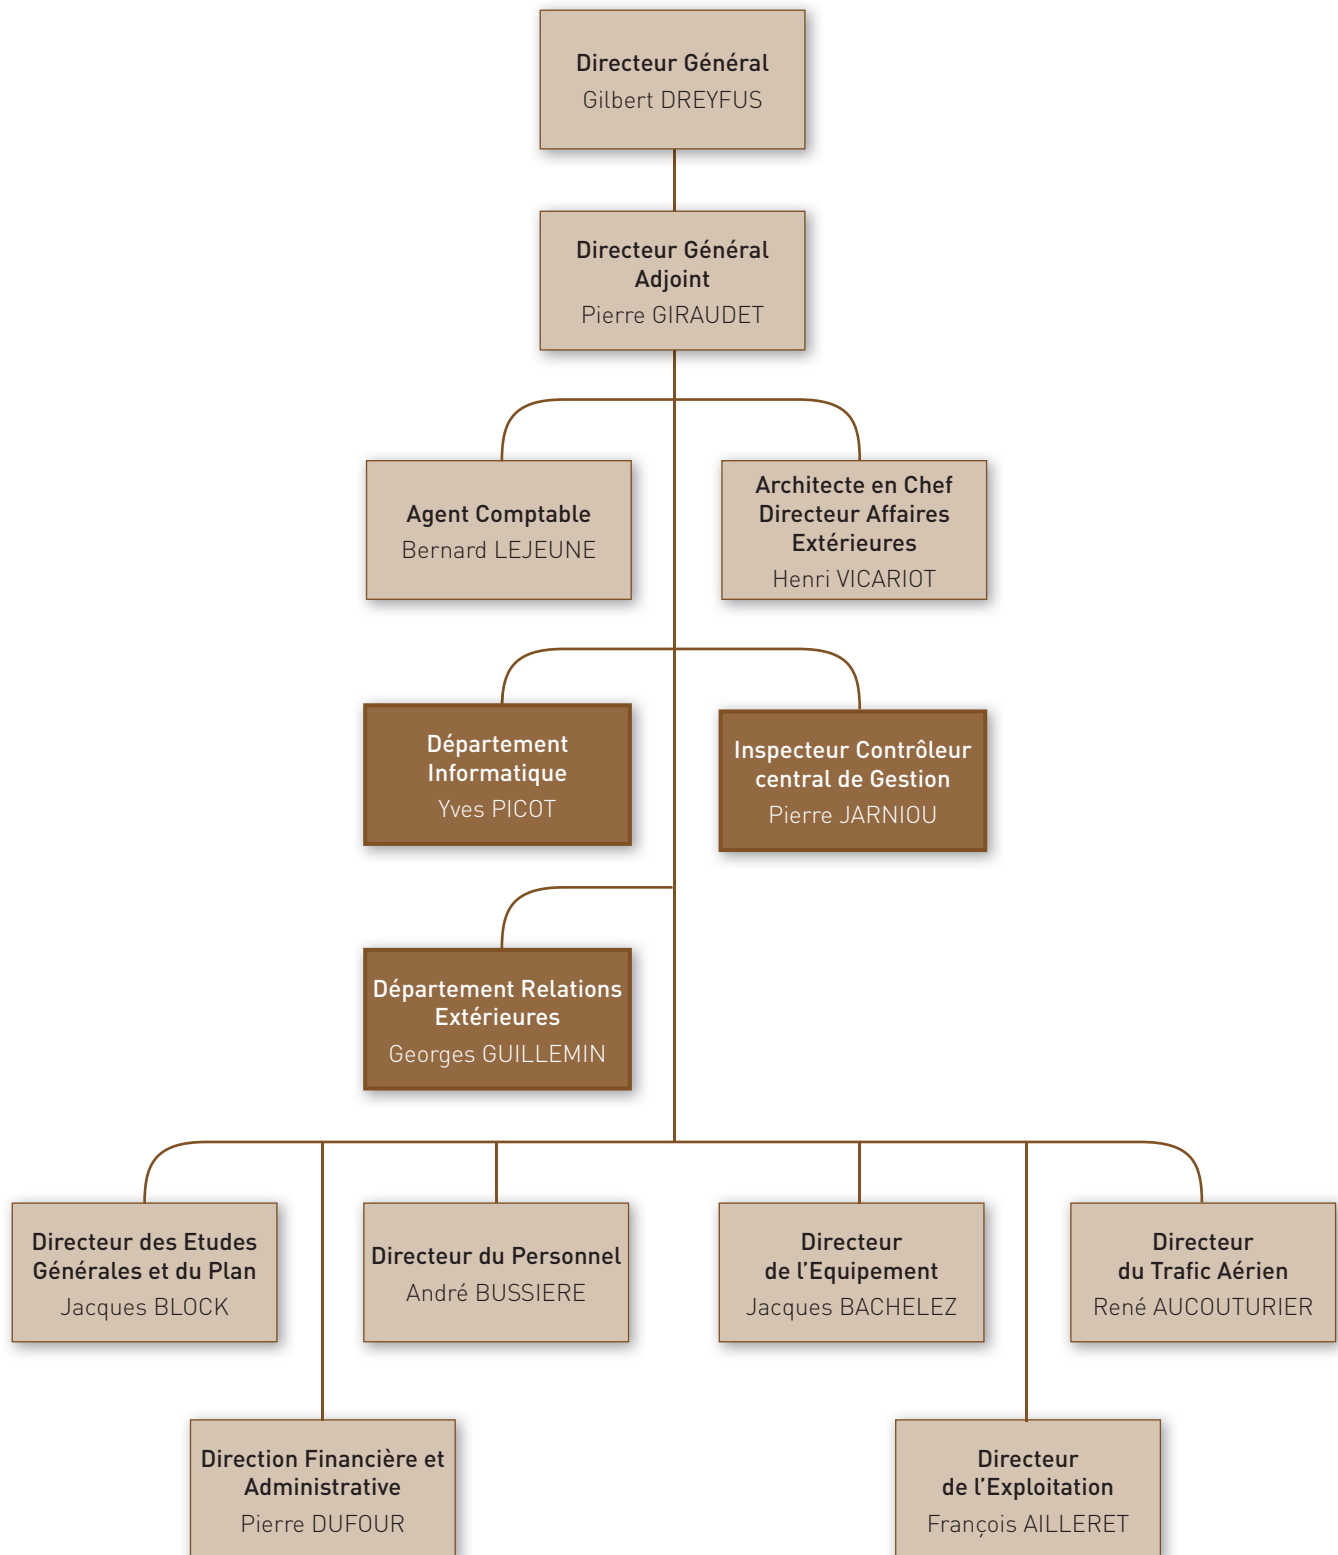 Directeur Général
Gilbert DREYFUS
Directeur Général
Adjoint
Pierre GIRAUDET
Agent Comptable
Bernard LEJEUNE
Architecte en Chef
Directeur Affaires
Extérieures
Henri VICARIOT
Département
Informatique
Yves PICOT
Inspecteur Contrôleur
central de Gestion
Pierre JARNIOU
Département Relations
Extérieures
Georges GUILLEMIN
Directeur des Etudes
Générales et du Plan
Jacques BLOCK
Directeur du Personnel
André BUSSIERE
Directeur
de l'Equipement
Jacques BACHELEZ
Directeur
du Trafic Aérien
René AUCOUTURIER
Direction Financière et
Administrative
Pierre DUFOUR
Directeur
de l'Exploitation
François AILLERET